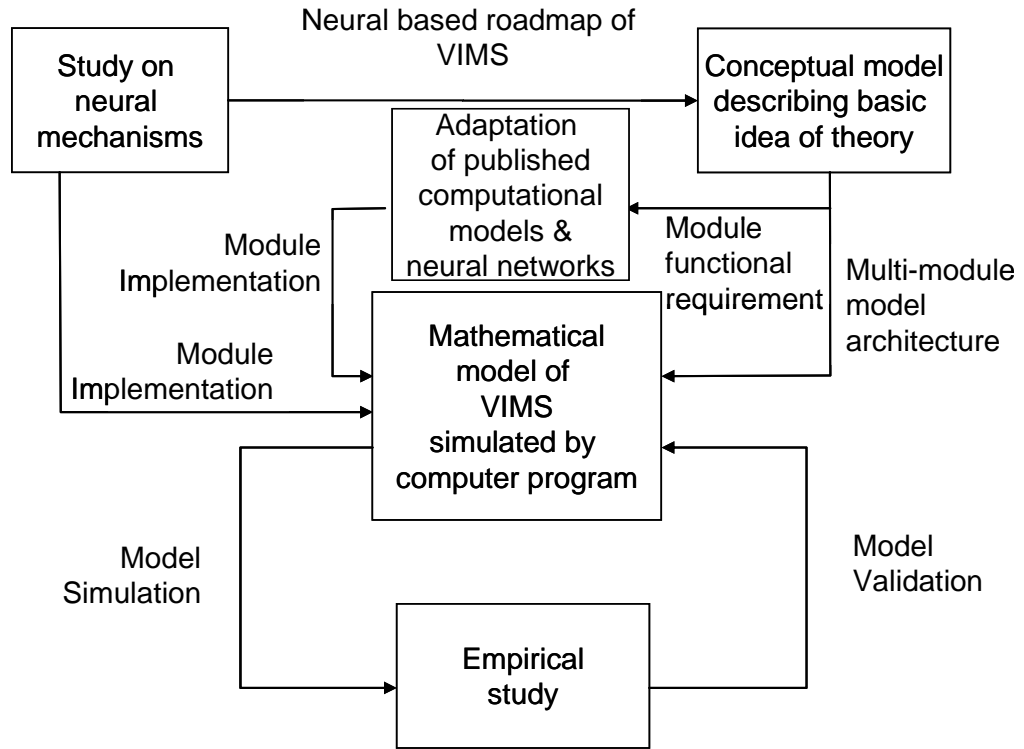 Neural based roadmap of
VIMS
Study on
neural
mechanisms
Conceptual model
describing basic
idea of theory
Adaptation
of published
computational
models &
neural networks
Module
Implementation
Module
functional
requirement
Multi-module
model
architecture
Module
Implementation
Mathematical
model of
VIMS
simulated by
computer program
Model
Simulation
Model
Validation
Empirical
study